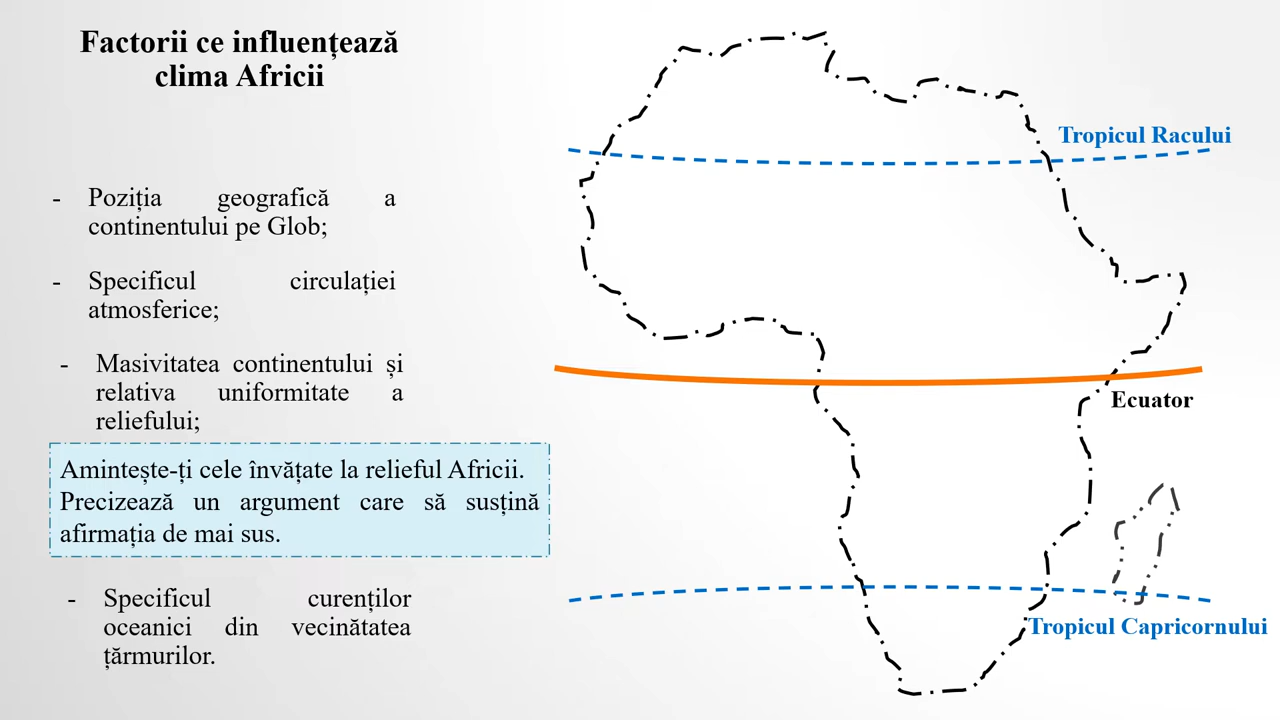 Factorii ce influențează
clima Africii
- Poziția geografică a
continentului pe Glob;
- Specificul circulației
atmosferice;
- Masivitatea continentului și
relativa uniformitate a
reliefului;
Amintește-ți cele învățate la relieful Africii.
Precizează un argument care să susțină
afirmația de mai sus.
- Specificul curenților
oceanici din vecinătatea
țărmurilor.
Tropicul Racului
Ecuator
Tropicul Capricornului